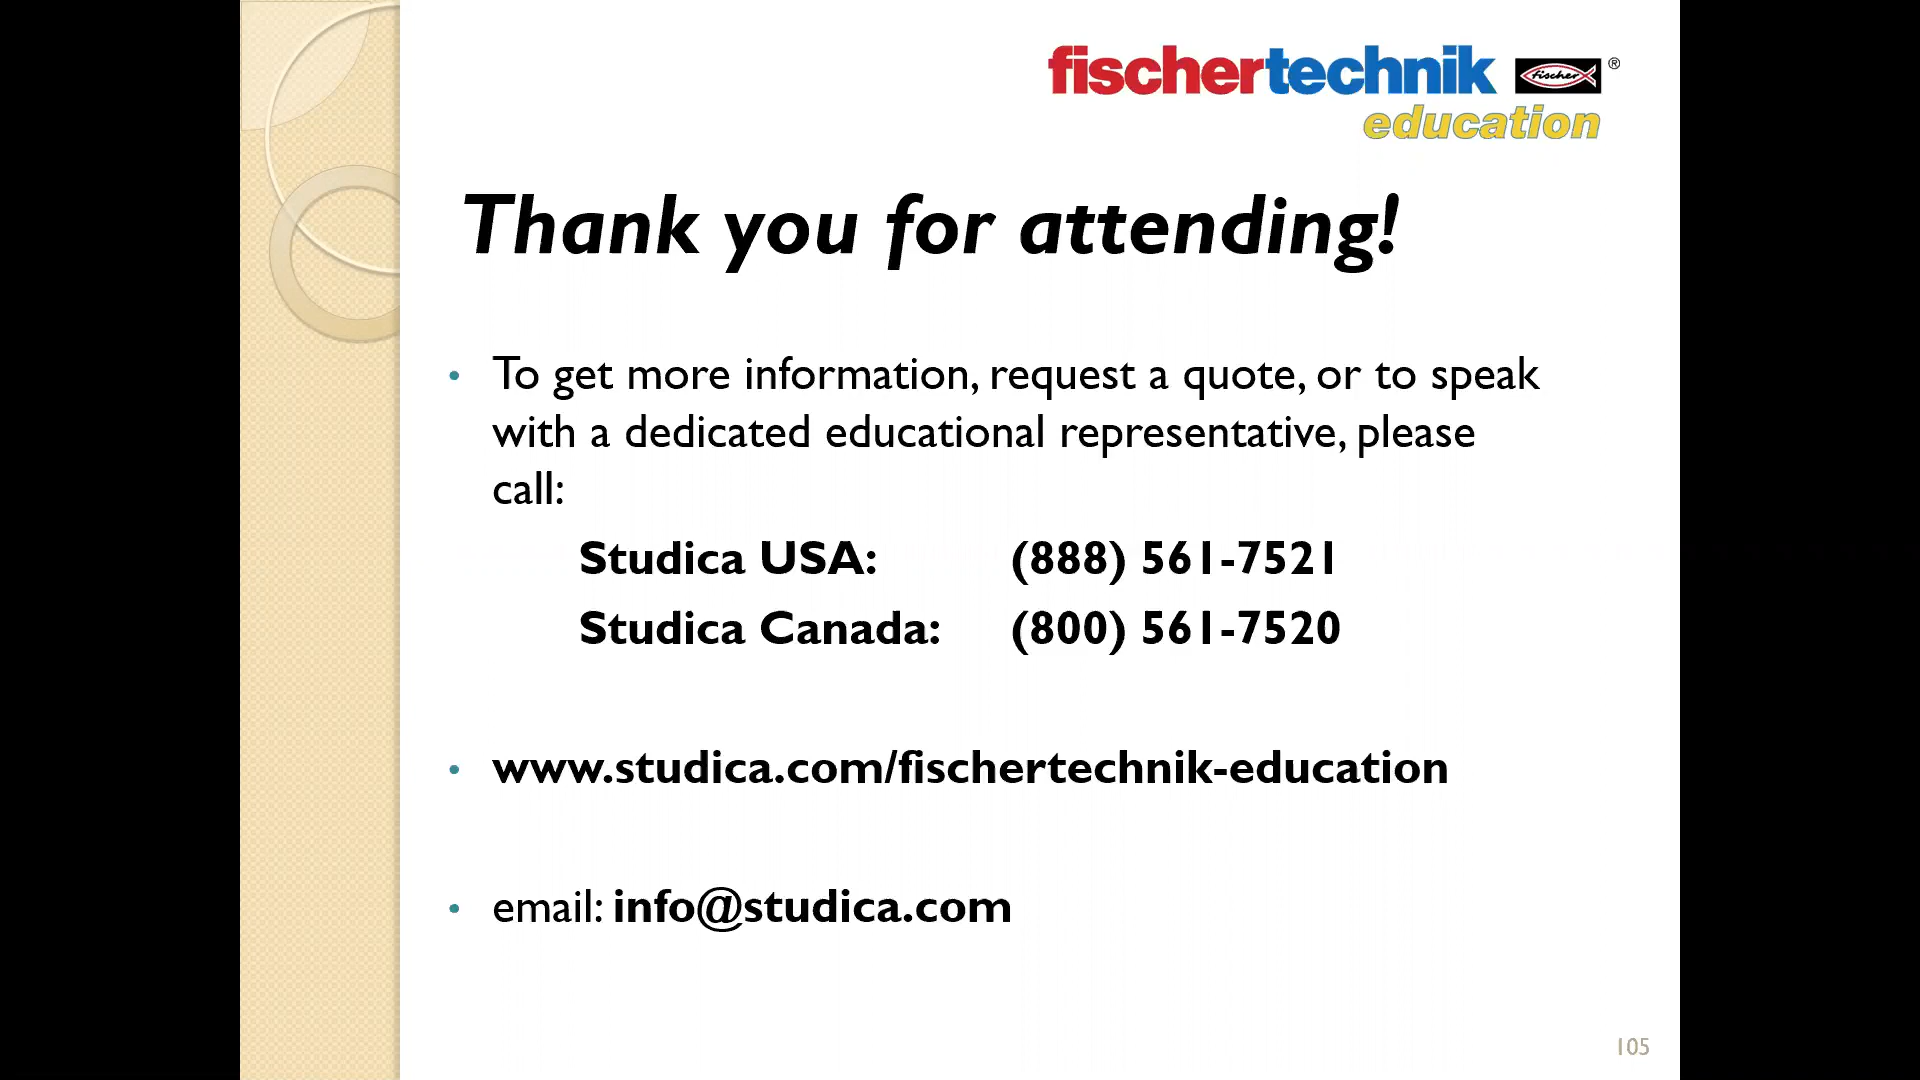 fischertechnik fischer ®
education
Thank you for attending!
• To get more information, request a quote, or to speak
with a dedicated educational representative, please
call:
Studica USA: (888) 561-7521
Studica Canada: (800) 561-7520
• www.studica.com/fischertechnik-education
• email: info@studica.com
105